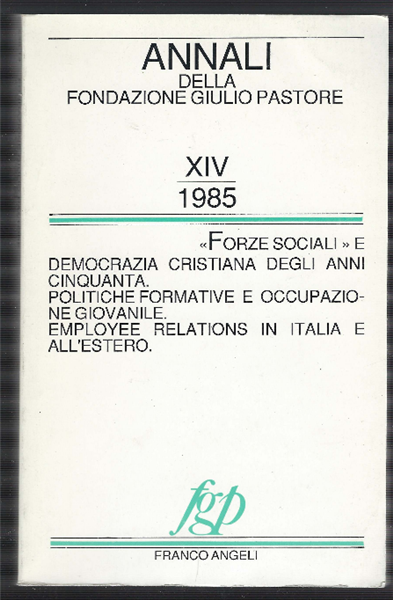 ANNALI
DELLA
FONDAZIONE GIULIO PASTORE
XIV
1985
«FORZE SOCIALI» E
DEMOCRAZIA CRISTIANA DEGLI ANNI
CINQUANTA.
POLITICHE FORMATIVE E OCCUPAZIO-
NE GIOVANILE.
EMPLOYEE RELATIONS IN ITALIA E
ALL'ESTERO.
fgp
FRANCO ANGELI